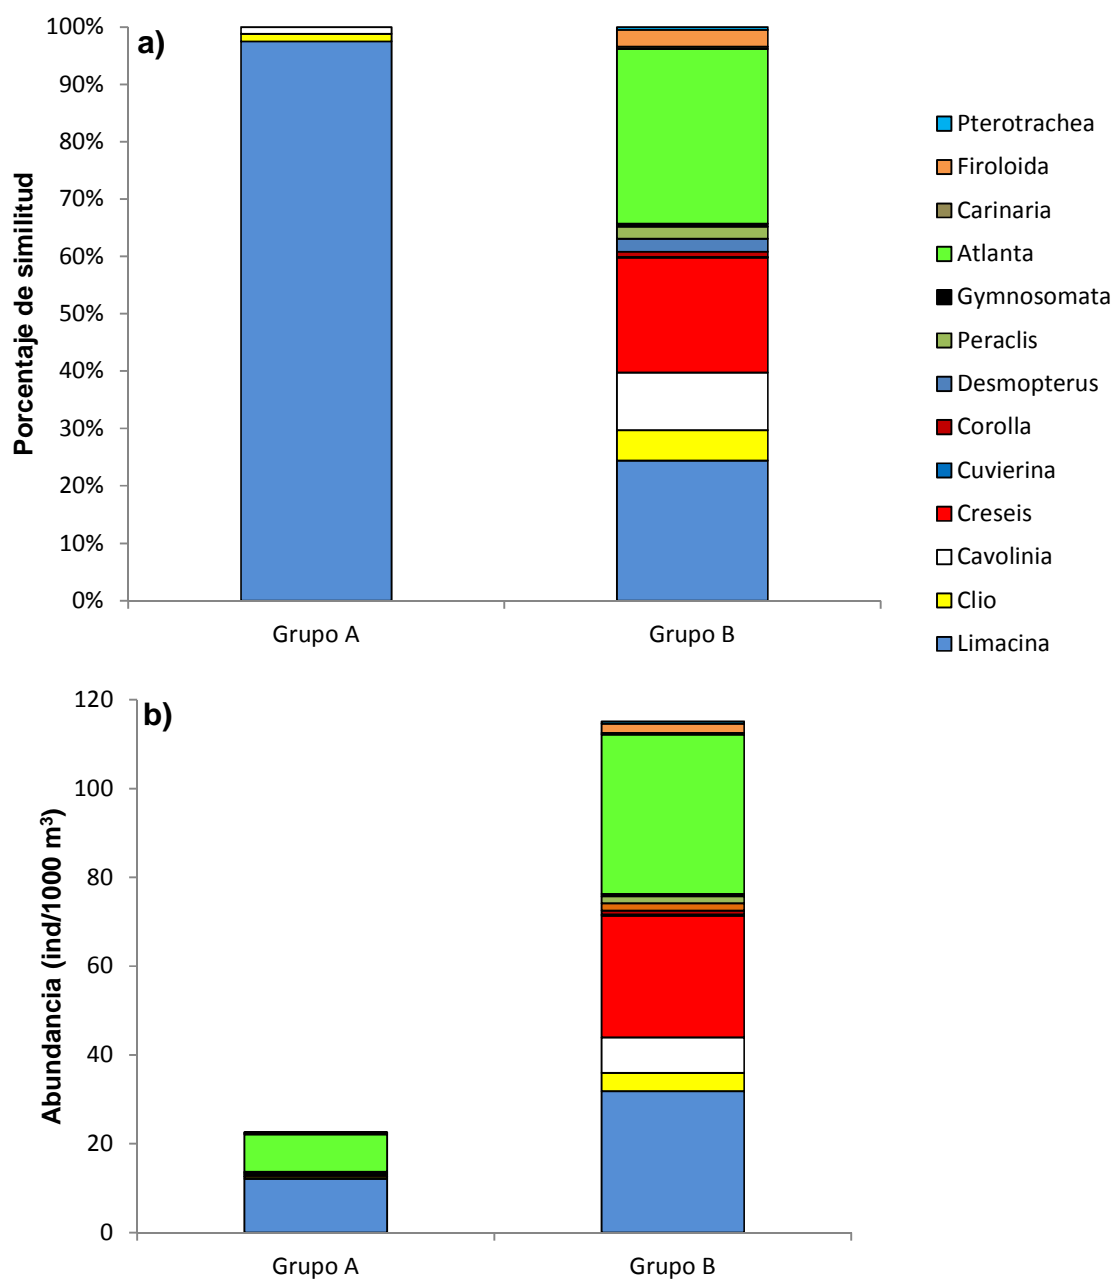 a)
100%
90%
80%
70%
60%
50%
40%
30%
20%
10%
0%
Porcentaje de similitud
Grupo A
Grupo B
Pterotrachea
Firoloida
Carinaria
Atlanta
Gymnosomata
Peraclis
Desmopterus
Corolla
Cuvierina
Creseis
Cavolinia
Clio
Limacina
b)
120
100
80
60
40
20
0
Abundancia (ind/1000 m³)
Grupo A
Grupo B